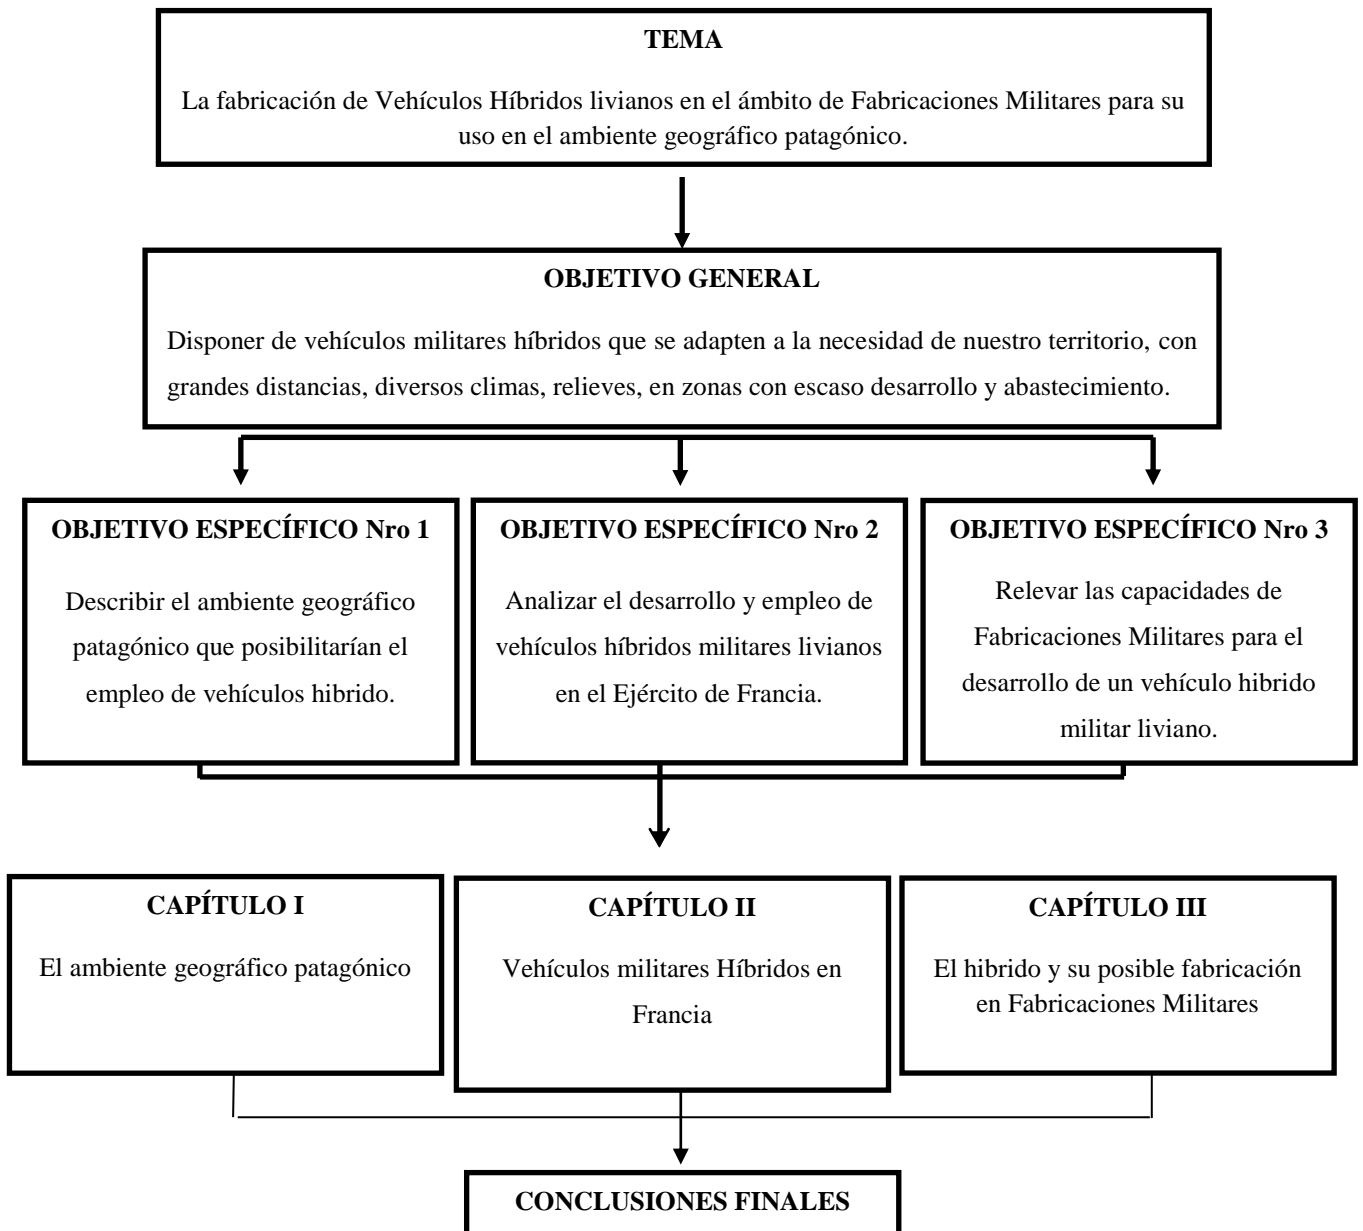 TEMA
La fabricación de Vehículos Híbridos livianos en el ámbito de Fabricaciones Militares para su
uso en el ambiente geográfico patagónico.
OBJETIVO GENERAL
Disponer de vehículos militares híbridos que se adapten a la necesidad de nuestro territorio, con
grandes distancias, diversos climas, relieves, en zonas con escaso desarrollo y abastecimiento.
OBJETIVO ESPECÍFICO Nro 1
Describir el ambiente geográfico
patagónico que posibilitarían el
empleo de vehículos hibrido.
OBJETIVO ESPECÍFICO Nro 2
Analizar el desarrollo y empleo de
vehículos híbridos militares livianos
en el Ejército de Francia.
OBJETIVO ESPECÍFICO Nro 3
Relevar las capacidades de
Fabricaciones Militares para el
desarrollo de un vehículo hibrido
militar liviano.
CAPÍTULO I
El ambiente geográfico patagónico
CAPÍTULO II
Vehículos militares Híbridos en
Francia
CAPÍTULO III
El hibrido y su posible fabricación
en Fabricaciones Militares
CONCLUSIONES FINALES